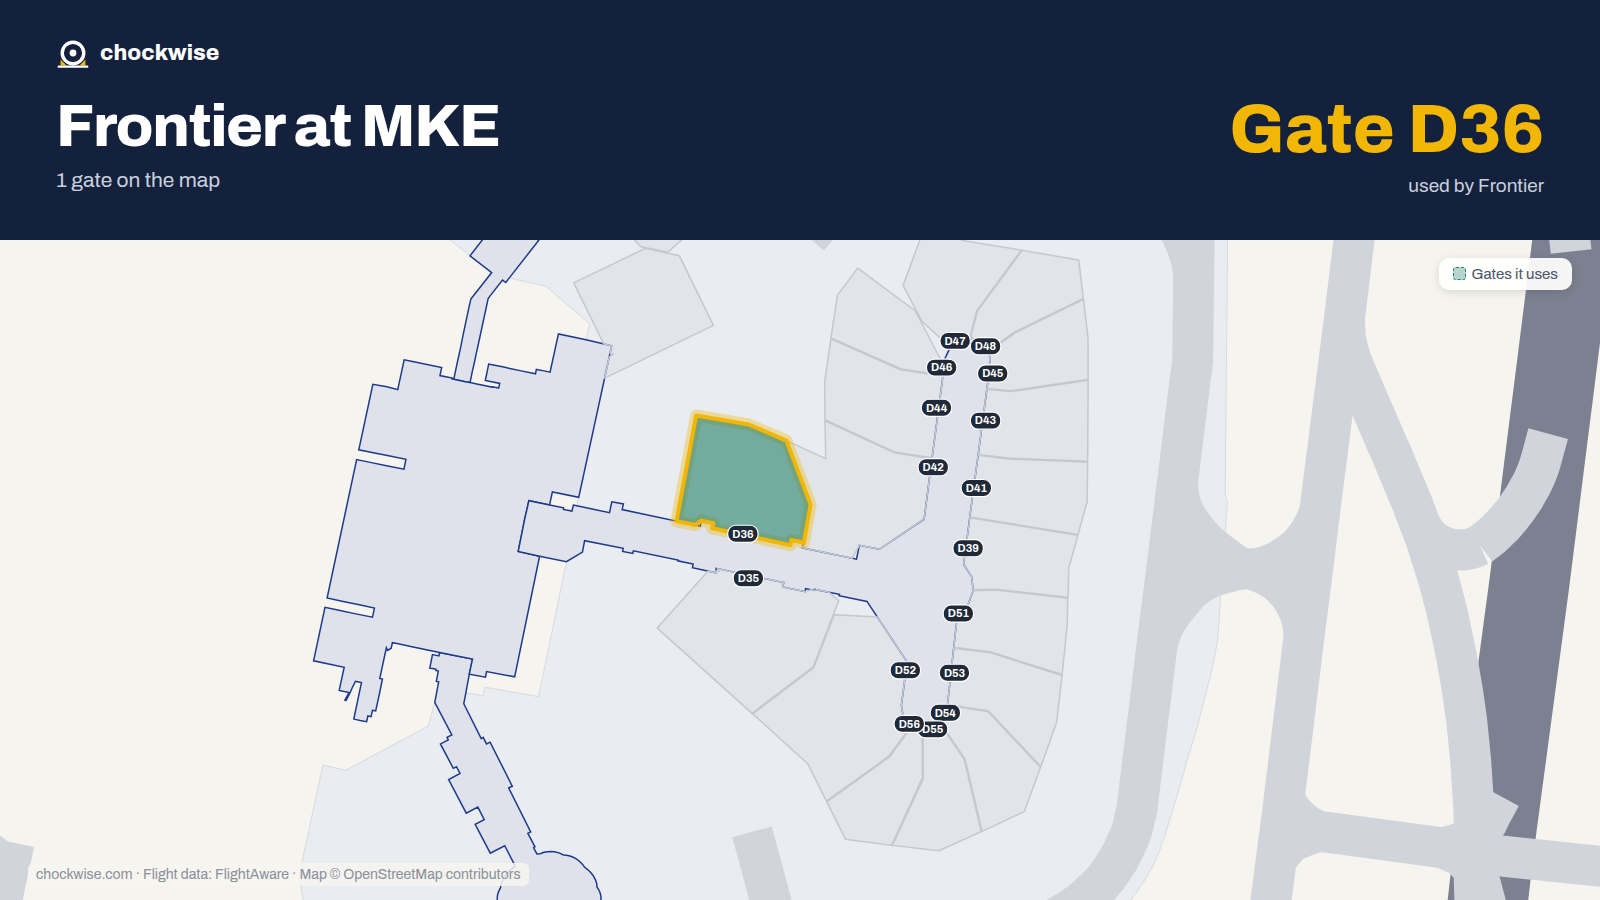 chockwise
Frontier at MKE
1 gate on the map
Gate D36
used by Frontier
Gates it uses
D47
D48
D46
D45
D44
D43
D42
D41
D36
D39
D35
D51
D52
D53
D54
D56
D55
chockwise.com · Flight data: FlightAware · Map © OpenStreetMap contributors